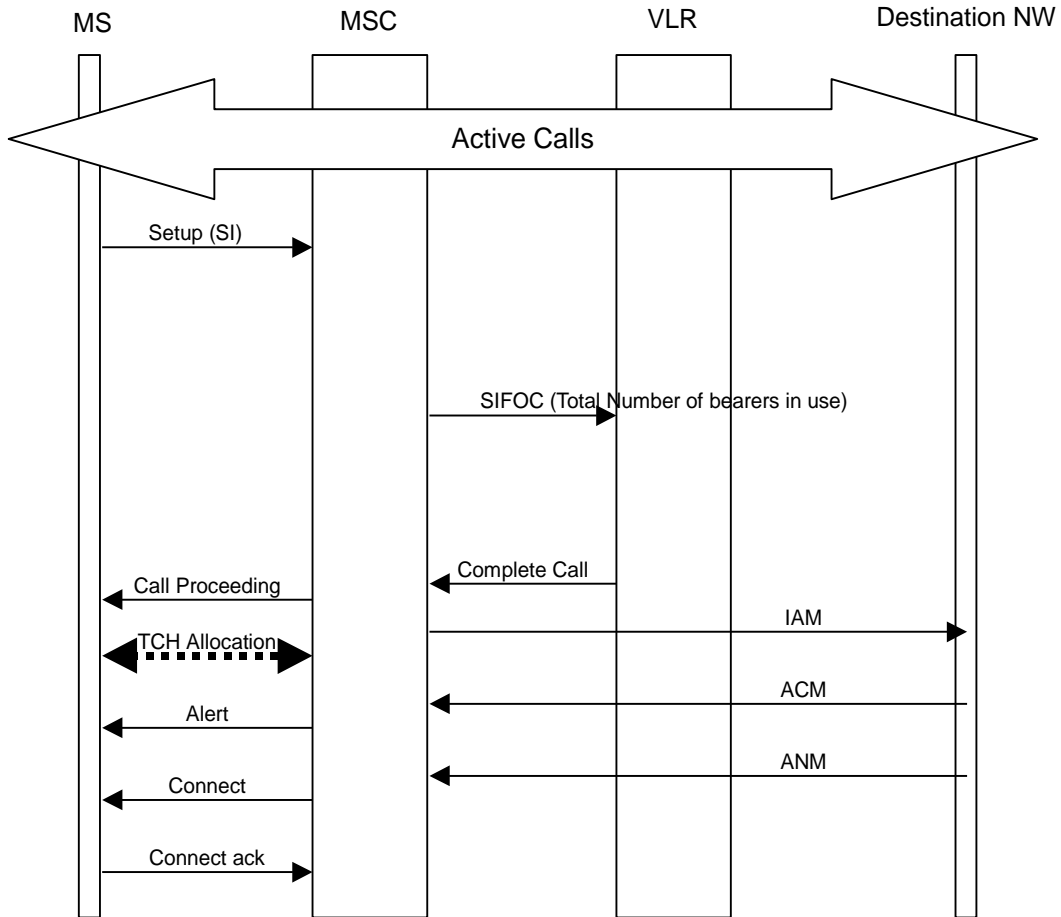 MS
MSC
VLR
Destination NW
Active Calls
Setup (SI)
SIFOC (Total Number of bearers in use)
Complete Call
Call Proceeding
IAM
TCH Allocation
ACM
Alert
ANM
Connect
Connect ack